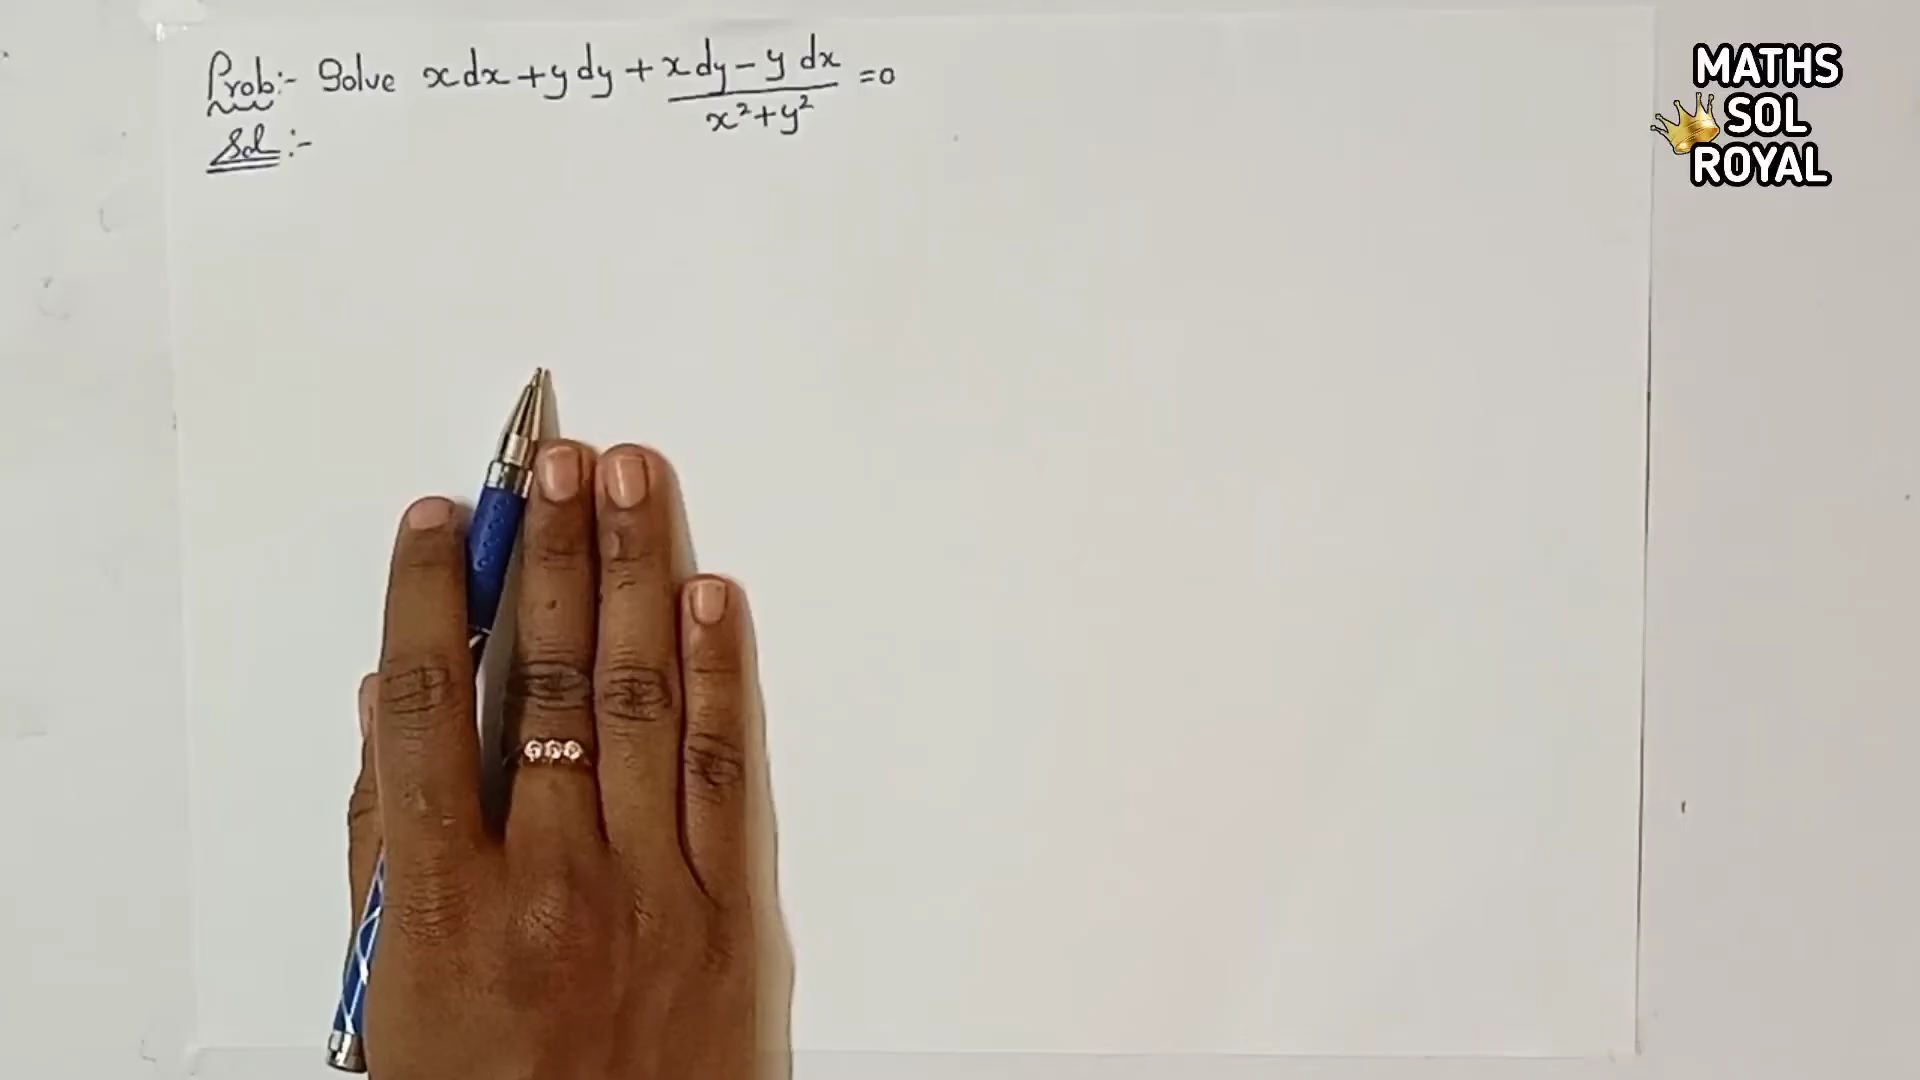 Prob:- Solve x dx + y dy + (x dy - y dx)/(x² + y²) = 0
Sol:-
MATHS
SOL
ROYAL